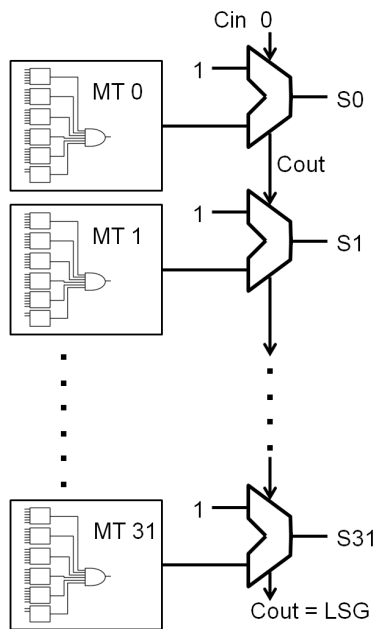 Cin 0
1
MT 0
S0
Cout
1
MT 1
S1
1
MT 31
S31
Cout = LSG